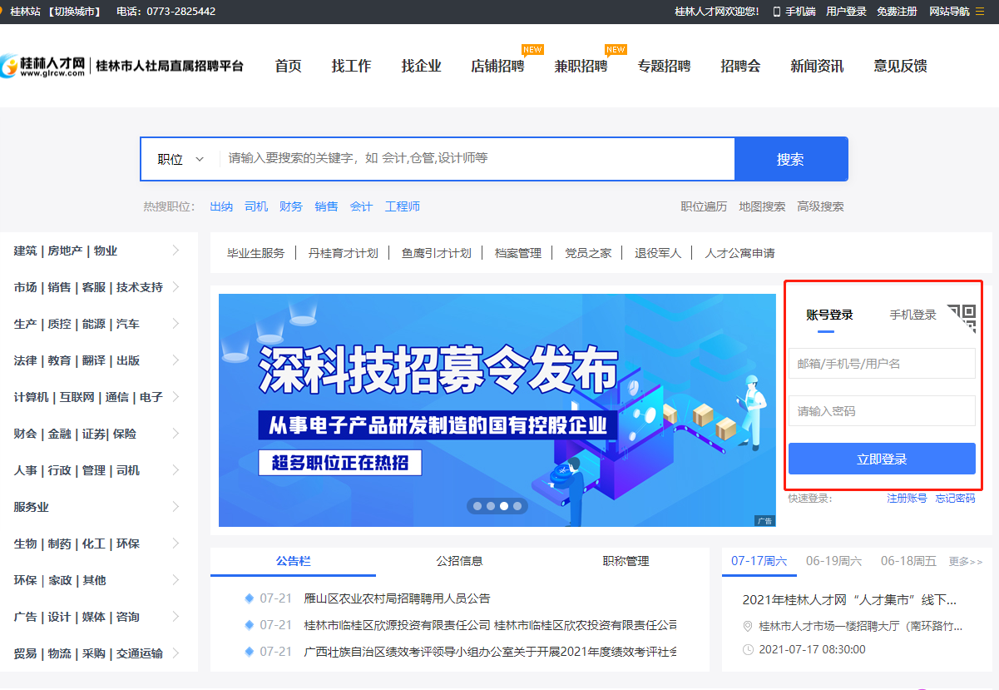 桂林站 【切换城市】 电话：0773-2825442
桂林人才网欢迎您! 手机端 用户登录 免费注册 网站导航
桂林人才网
www.glrcw.com
桂林市人社局直属招聘平台
首页 找工作 找企业 店铺招聘 NEW 兼职招聘 NEW 专题招聘 招聘会 新闻资讯 意见反馈
职位 请输入要搜索的关键字，如 会计,仓管,设计师等 搜索
热搜职位： 出纳 司机 财务 销售 会计 工程师
职位遍历 地图搜索 高级搜索
建筑 | 房地产 | 物业
市场 | 销售 | 客服 | 技术支持
生产 | 质控 | 能源 | 汽车
法律 | 教育 | 翻译 | 出版
计算机 | 互联网 | 通信 | 电子
财会 | 金融 | 证券| 保险
人事 | 行政 | 管理 | 司机
服务业
生物 | 制药 | 化工 | 环保
环保 | 家政 | 其他
广告 | 设计 | 媒体 | 咨询
贸易 | 物流 | 采购 | 交通运输
毕业生服务 | 丹桂育才计划 | 鱼鹰引才计划 | 档案管理 | 党员之家 | 退役军人 | 人才公寓申请
深科技招募令发布
从事电子产品研发制造的国有控股企业
超多职位正在热招
广告
账号登录 手机登录
邮箱/手机号/用户名
请输入密码
立即登录
快速登录： 注册账号 忘记密码
公告栏 公招信息 职称管理
07-21 雁山区农业农村局招聘聘用人员公告
07-21 桂林市临桂区欣源投资有限责任公司 桂林市临桂区欣农投资有限责任公司
07-21 广西壮族自治区绩效考评领导小组办公室关于开展2021年度绩效考评社会
07-17周六 06-19周六 06-18周五 更多>>
2021年桂林人才网“人才集市”线下...
桂林市人才市场一楼招聘大厅（南环路竹...
2021-07-17 08:30:00